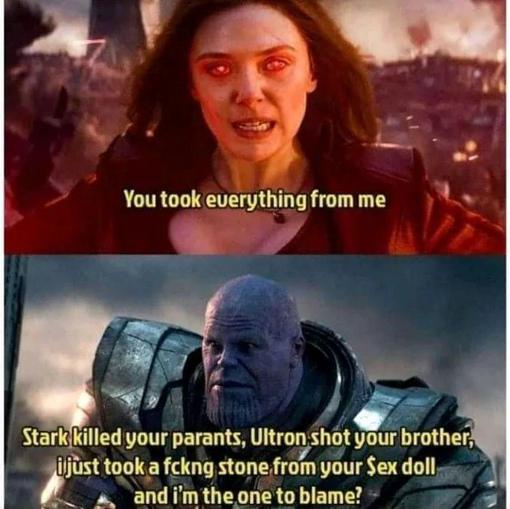 You took everything from me
Stark killed your parants, Ultron shot your brother,
i just took a fckng stone from your $ex doll
and i'm the one to blame?